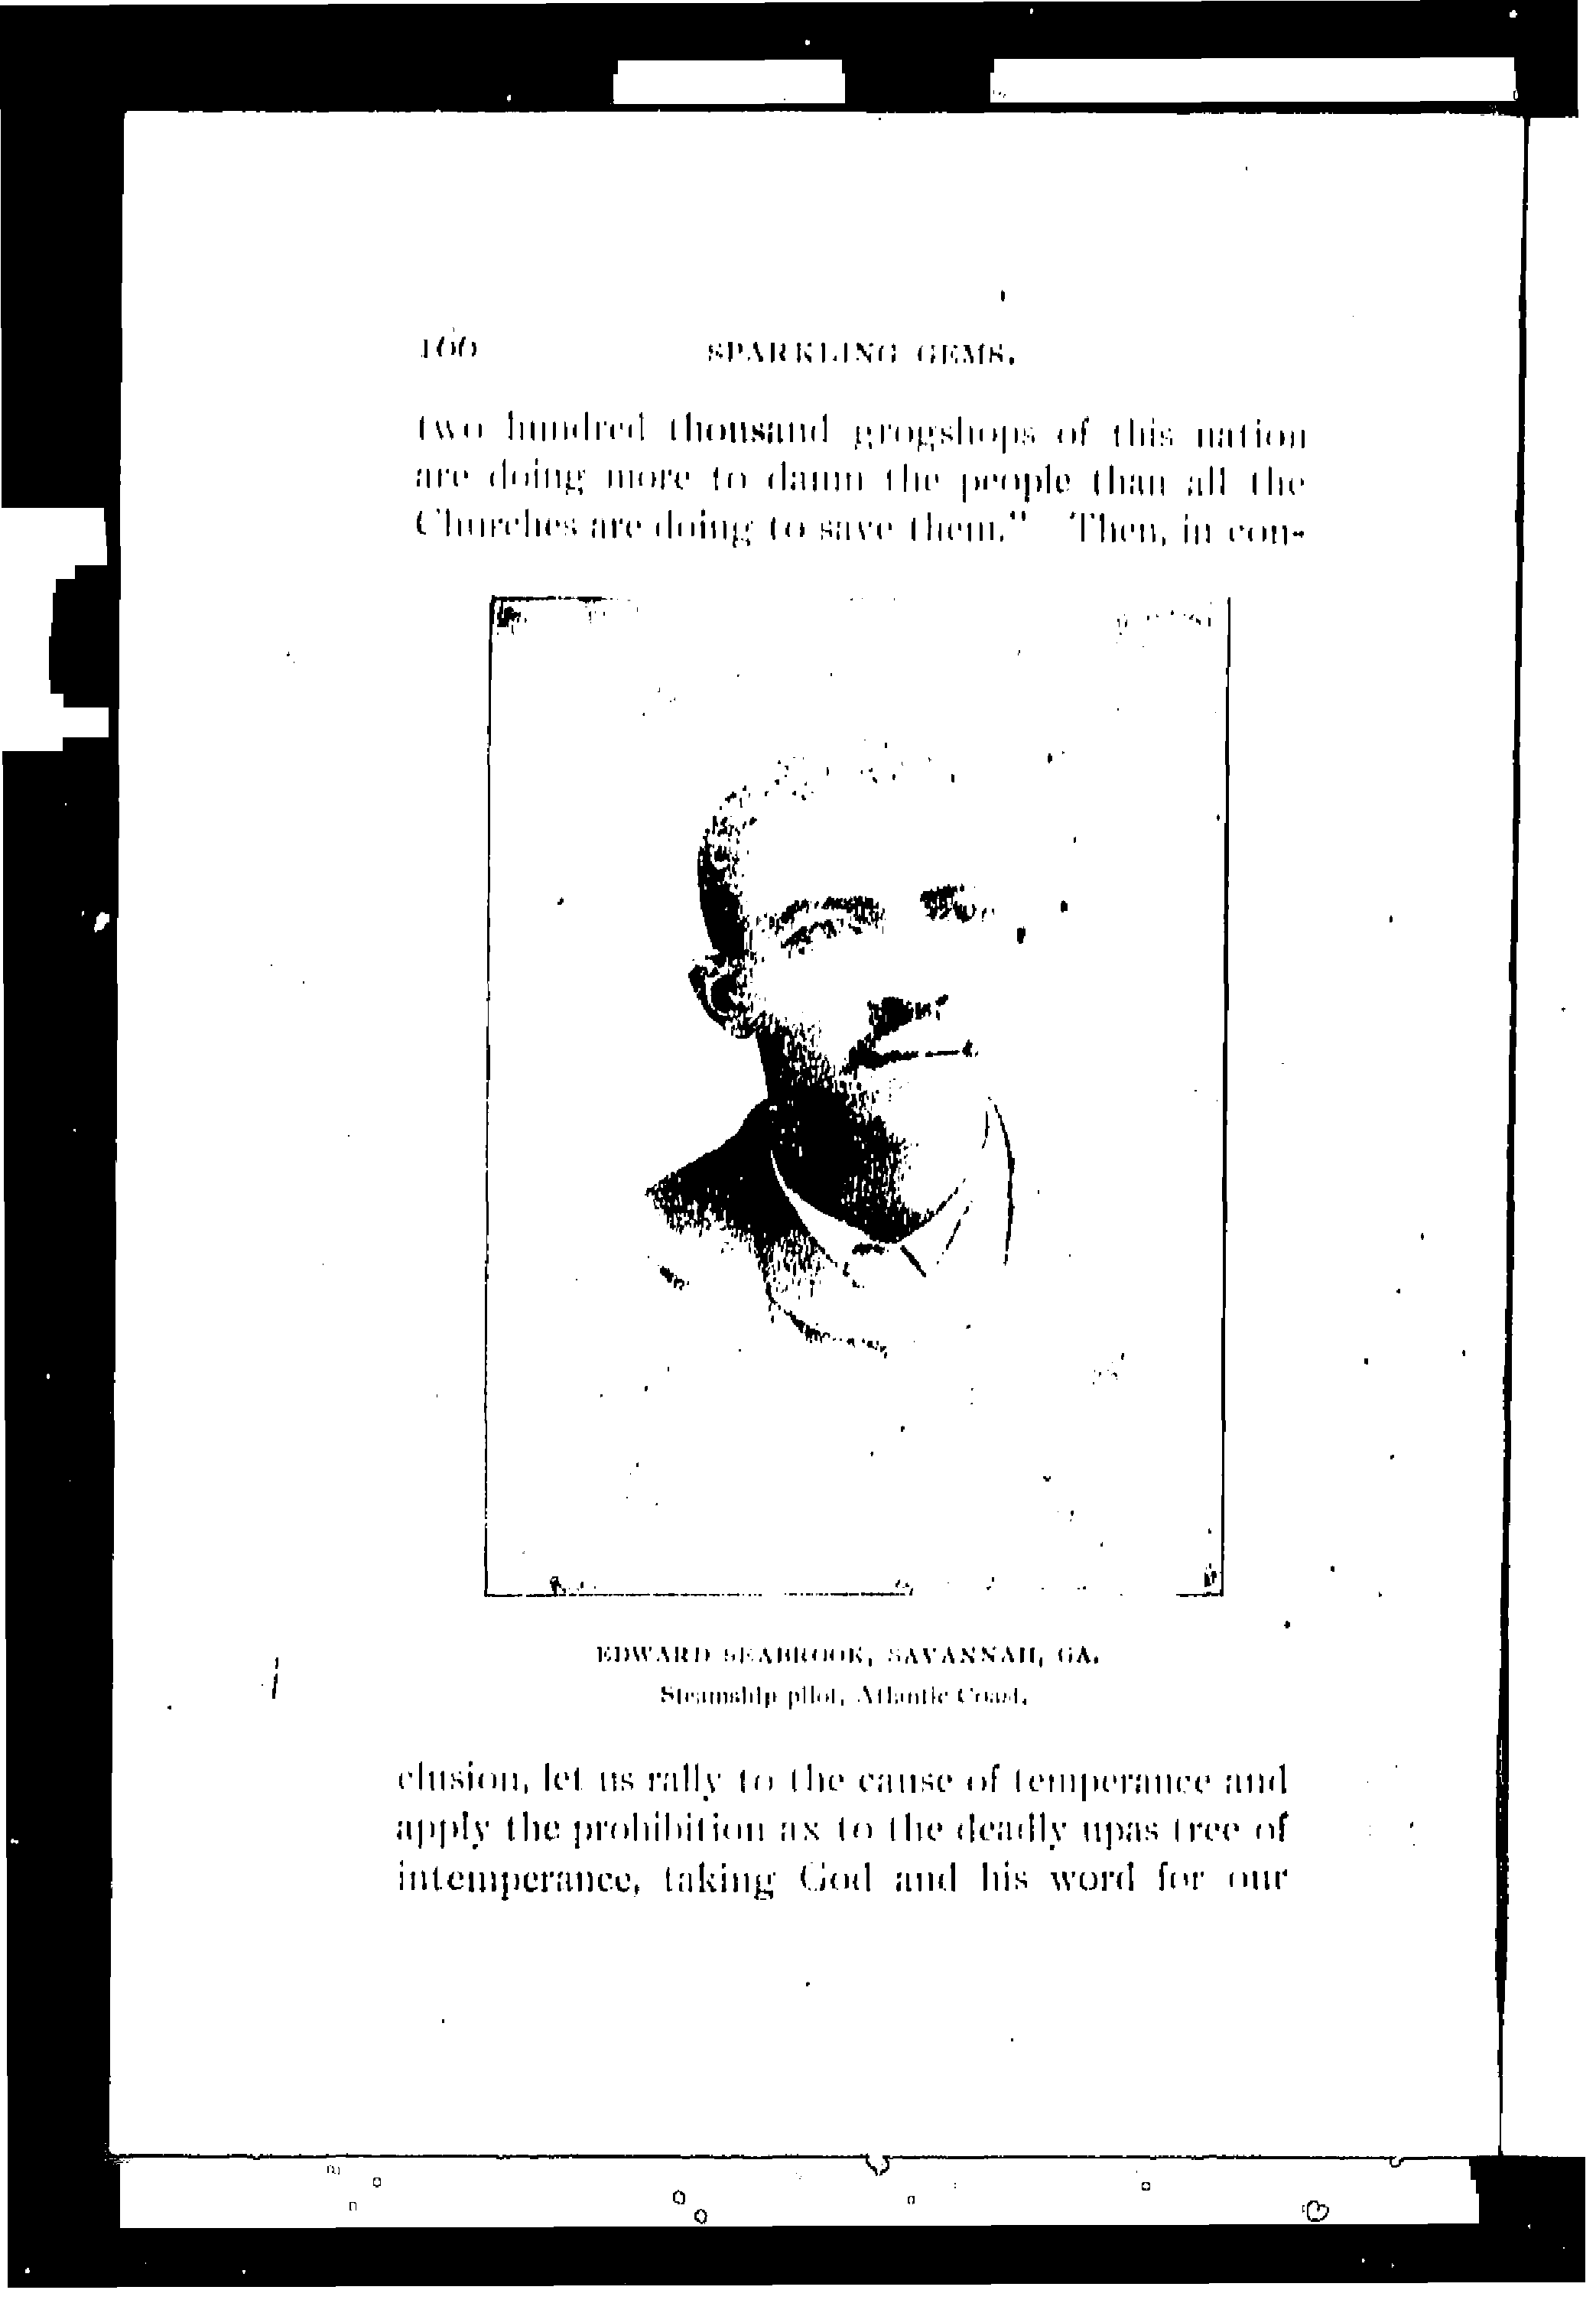 166 SPARKLING GEMS.
two hundred thousand grogshops of this nation
are doing more to damn the people than all the
Churches are doing to save them." Then, in con-
EDWARD SEABROOK, SAVANNAH, GA.
Steamship pilot, Atlantic Coast.
clusion, let us rally to the cause of temperance and
apply the prohibition ax to the deadly upas tree of
intemperance, taking God and his word for our